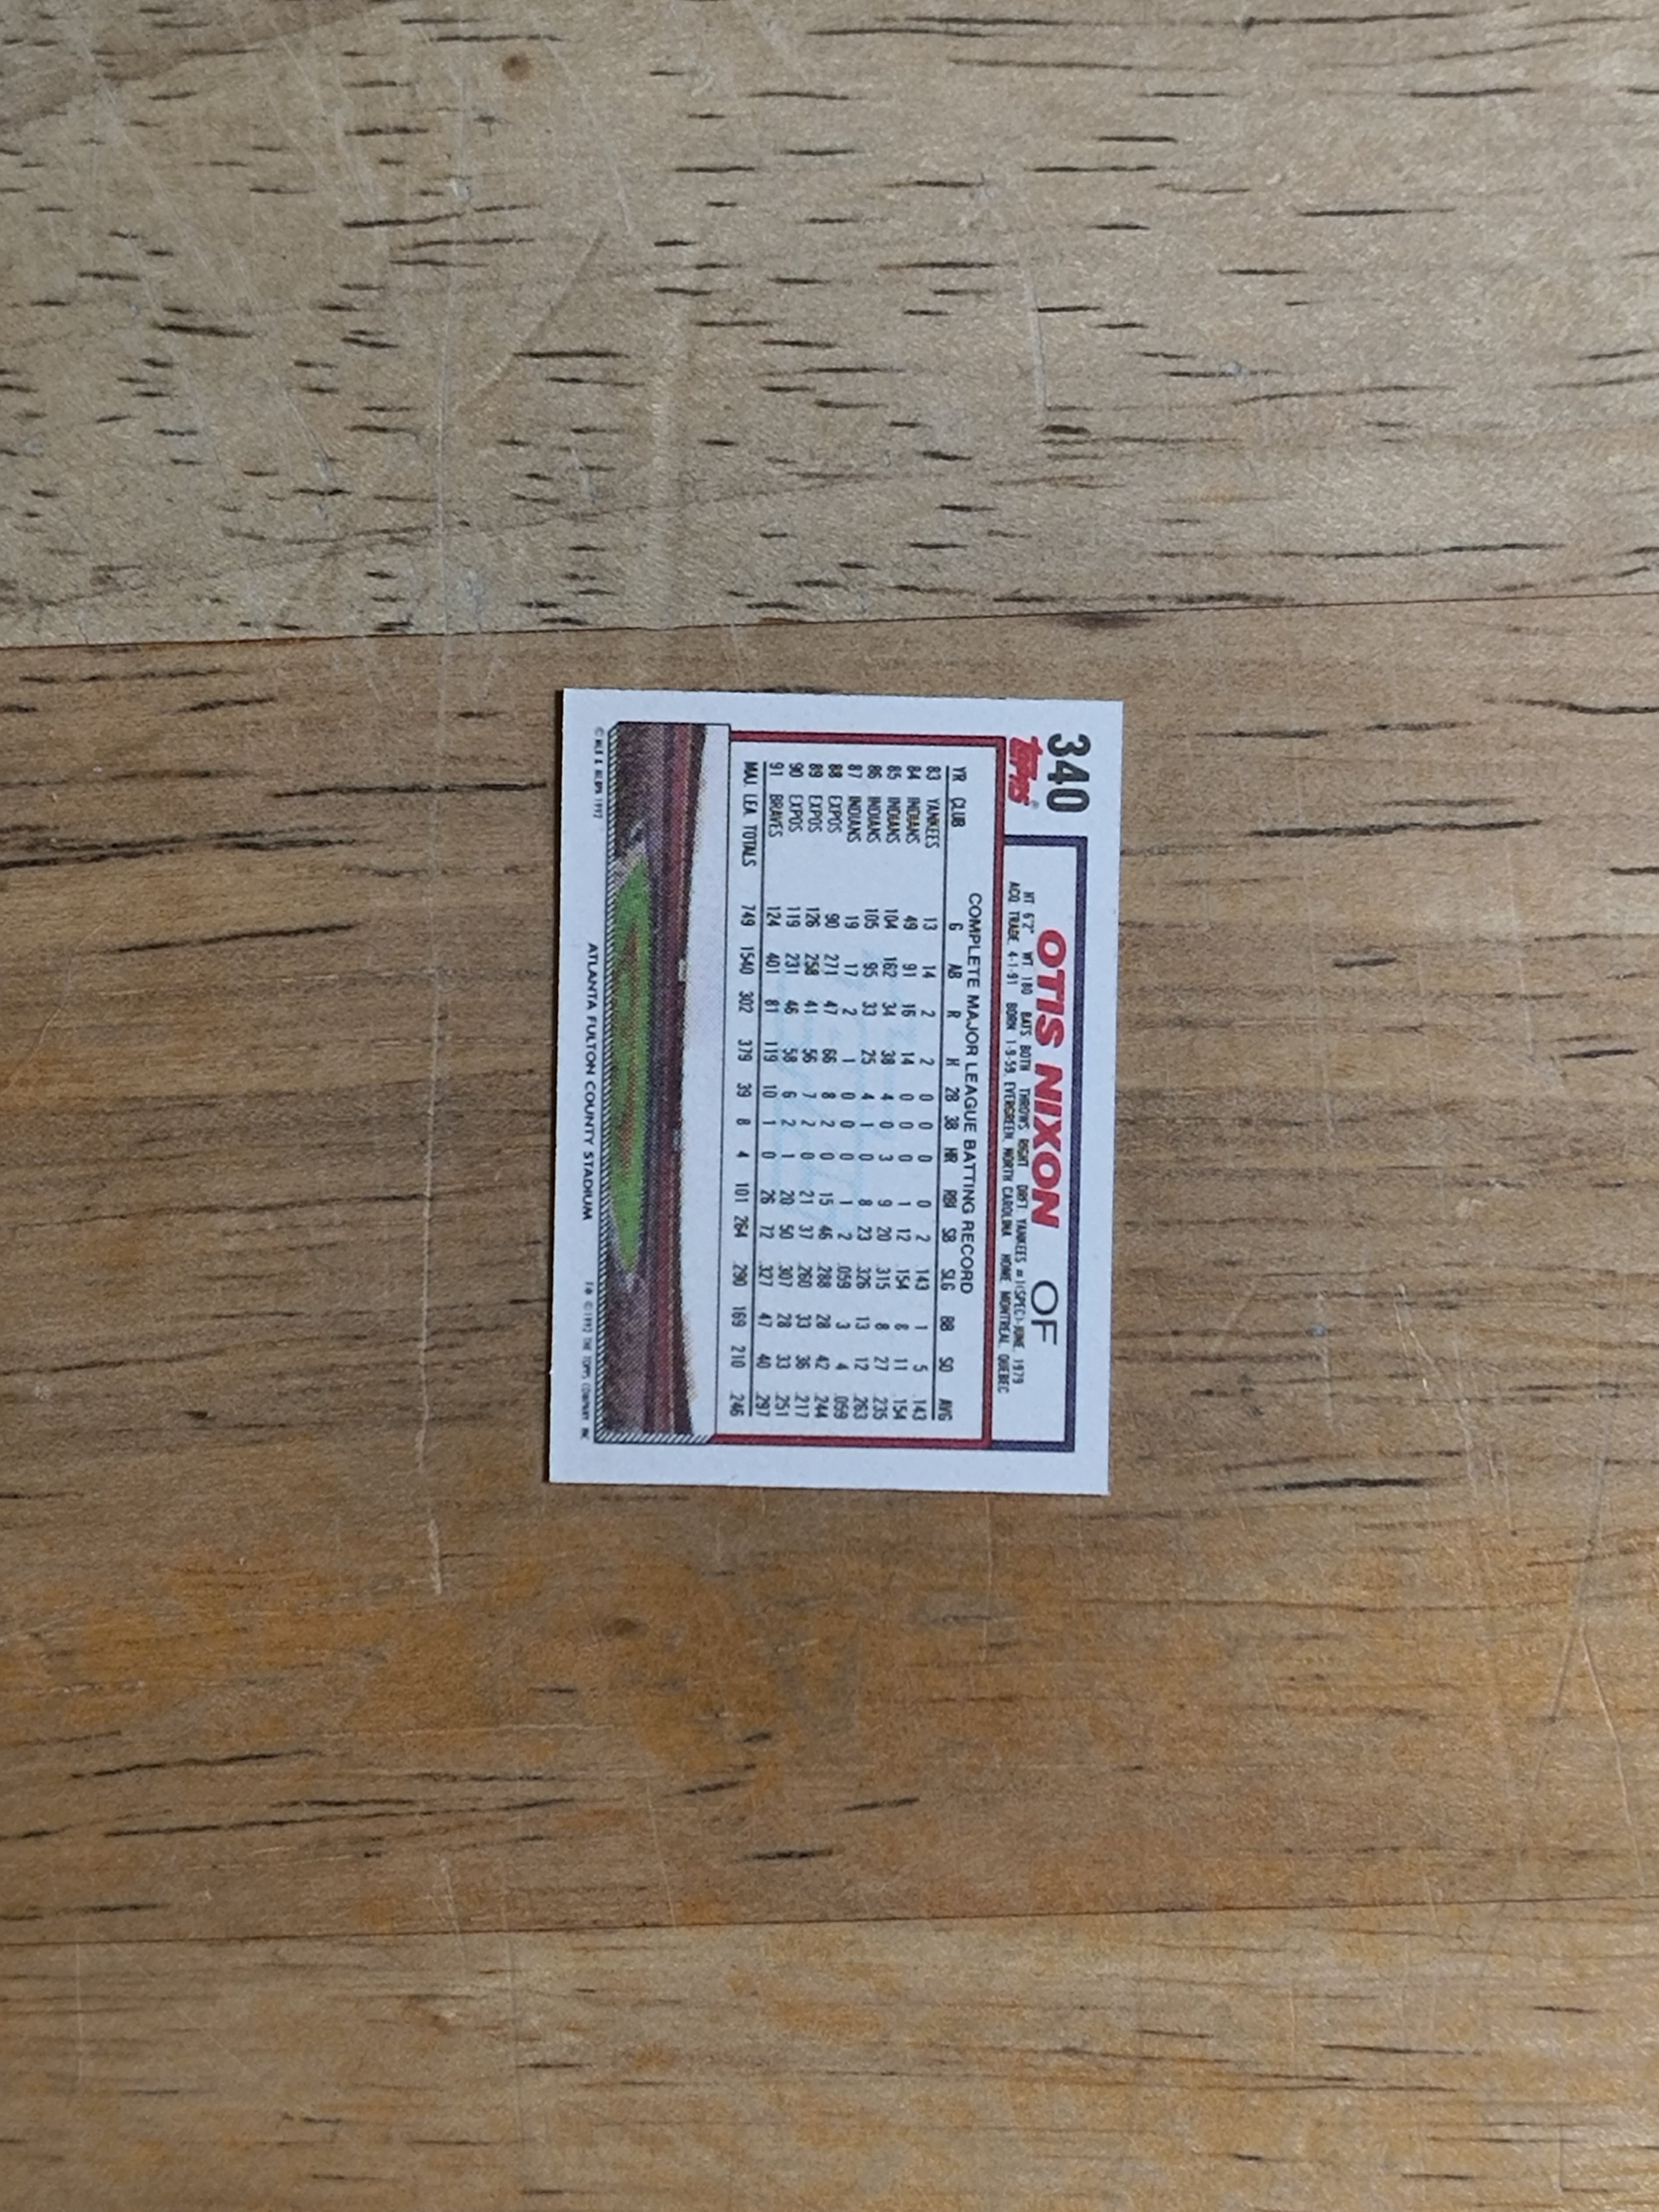 340
OTIS NIXON OF
topps®
HT 6'2" WT 180 BATS BOTH THROWS RIGHT DRFT: YANKEES #1(SPEC)-JUNE, 1979
ACQ TRADE, 4-1-91 BORN 1-9-59, EVERGREEN, NORTH CAROLINA HOME MONTREAL, QUEBEC
COMPLETE MAJOR LEAGUE BATTING RECORD
YR CLUB G AB R H 2B 3B HR RBI SB SLG BB SO AVG
83 YANKEES 13 14 2 2 0 0 0 0 2 .143 1 5 .143
84 INDIANS 49 91 16 14 0 0 0 1 12 .154 8 11 .154
85 INDIANS 104 162 34 38 4 0 3 9 20 .315 8 27 .235
86 INDIANS 105 95 33 25 4 1 0 8 23 .326 13 12 .263
87 INDIANS 19 17 2 1 0 0 0 1 2 .059 3 4 .059
88 EXPOS 90 271 47 66 8 2 0 15 46 .288 28 42 .244
89 EXPOS 126 258 41 56 7 2 0 21 37 .260 33 36 .217
90 EXPOS 119 231 46 58 6 2 1 20 50 .307 28 33 .251
91 BRAVES 124 401 81 119 10 1 0 26 72 .327 47 40 .297
MAJ. LEA. TOTALS 749 1540 302 379 39 8 4 101 264 .290 169 210 .246
© MLB & MLBPA 1992
ATLANTA FULTON COUNTY STADIUM
©1992 THE TOPPS COMPANY, INC.